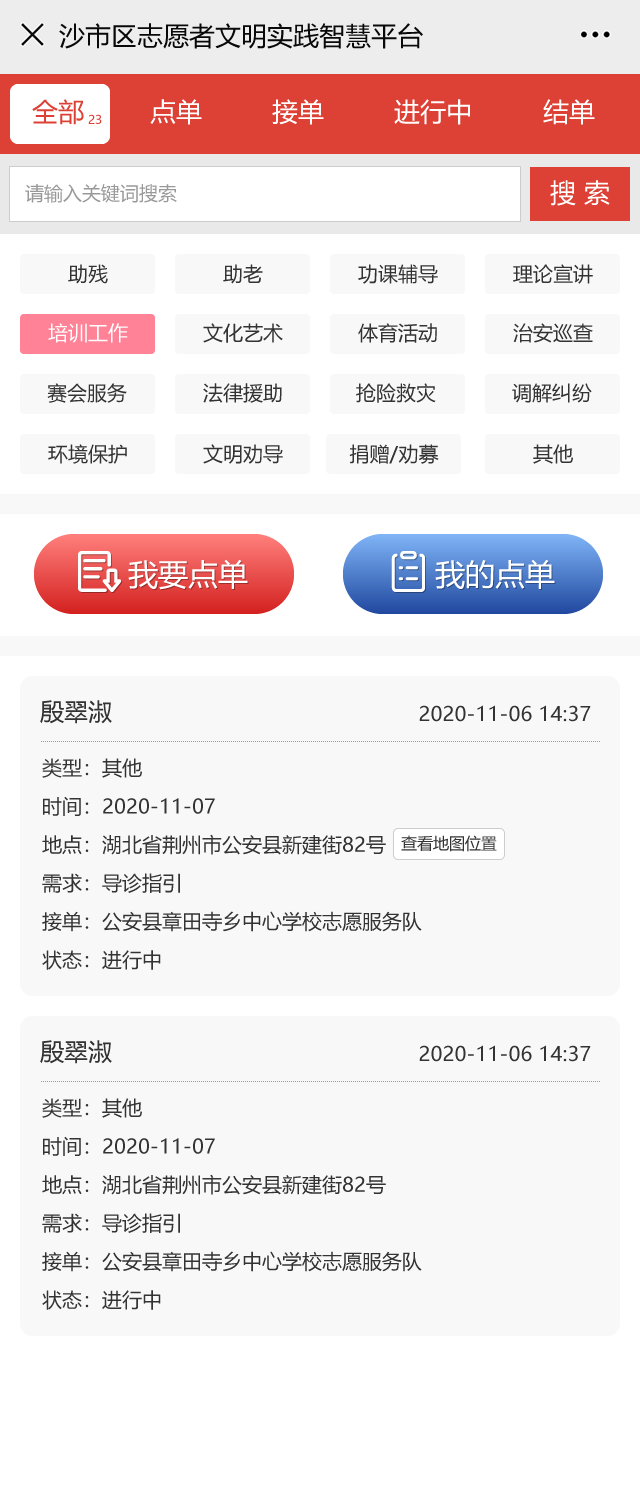 沙市区志愿者文明实践智慧平台
全部 23 点单 接单 进行中 结单
请输入关键词搜索 搜 索
助残 助老 功课辅导 理论宣讲
培训工作 文化艺术 体育活动 治安巡查
赛会服务 法律援助 抢险救灾 调解纠纷
环境保护 文明劝导 捐赠/劝募 其他
我要点单 我的点单
殷翠淑 2020-11-06 14:37
类型：其他
时间：2020-11-07
地点：湖北省荆州市公安县新建街82号 查看地图位置
需求：导诊指引
接单：公安县章田寺乡中心学校志愿服务队
状态：进行中
殷翠淑 2020-11-06 14:37
类型：其他
时间：2020-11-07
地点：湖北省荆州市公安县新建街82号
需求：导诊指引
接单：公安县章田寺乡中心学校志愿服务队
状态：进行中